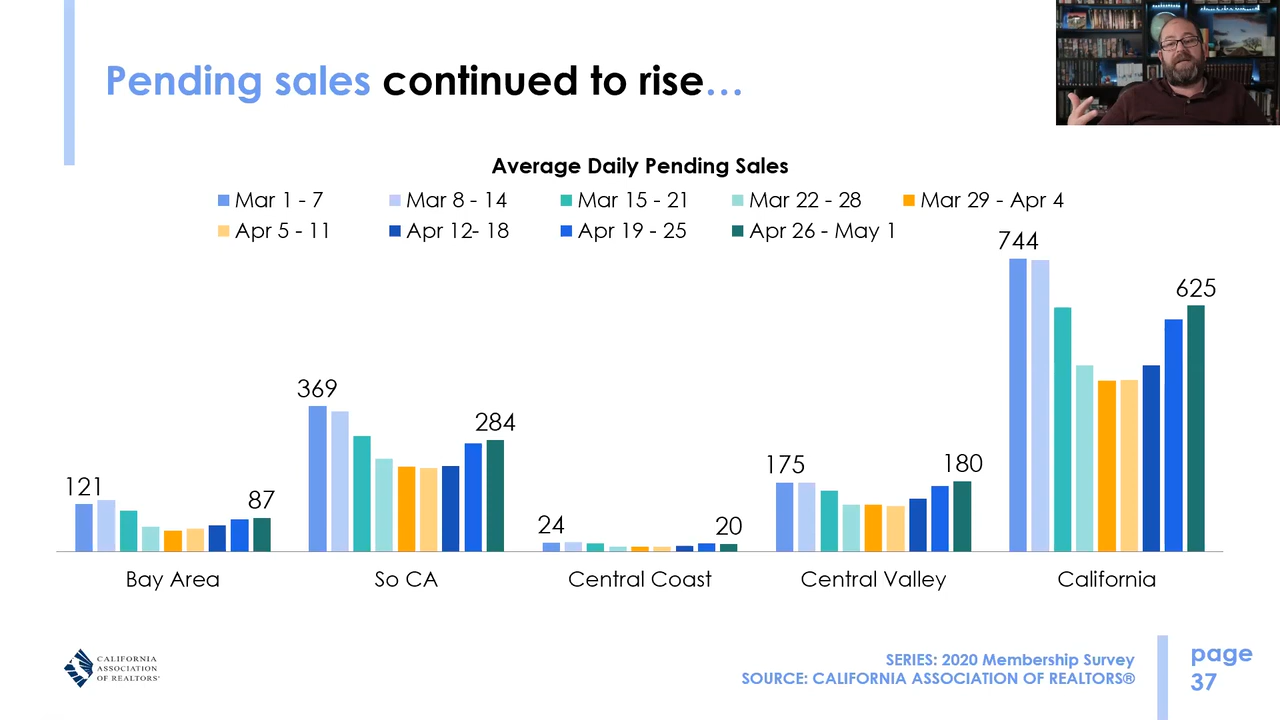 Pending sales continued to rise…
Average Daily Pending Sales
Mar 1 - 7
Mar 8 - 14
Mar 15 - 21
Mar 22 - 28
Mar 29 - Apr 4
Apr 5 - 11
Apr 12- 18
Apr 19 - 25
Apr 26 - May 1
121
87
369
284
24
20
175
180
744
625
Bay Area
So CA
Central Coast
Central Valley
California
CALIFORNIA
ASSOCIATION
OF REALTORS®
SERIES: 2020 Membership Survey
SOURCE: CALIFORNIA ASSOCIATION OF REALTORS®
page
37